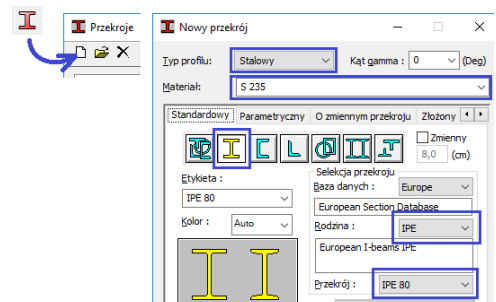 Przekroje
Nowy przekrój
Typ profilu: Stalowy Kąt gamma : 0 (Deg)
Materiał: S 235
Standardowy Parametryczny O zmiennym przekroju Złożony
Zmienny
8,0 (cm)
Etykieta :
IPE 80
Kolor : Auto
Selekcja przekroju
Baza danych : Europe
European Section Database
Rodzina : IPE
European I-beams IPE
Przekrój : IPE 80